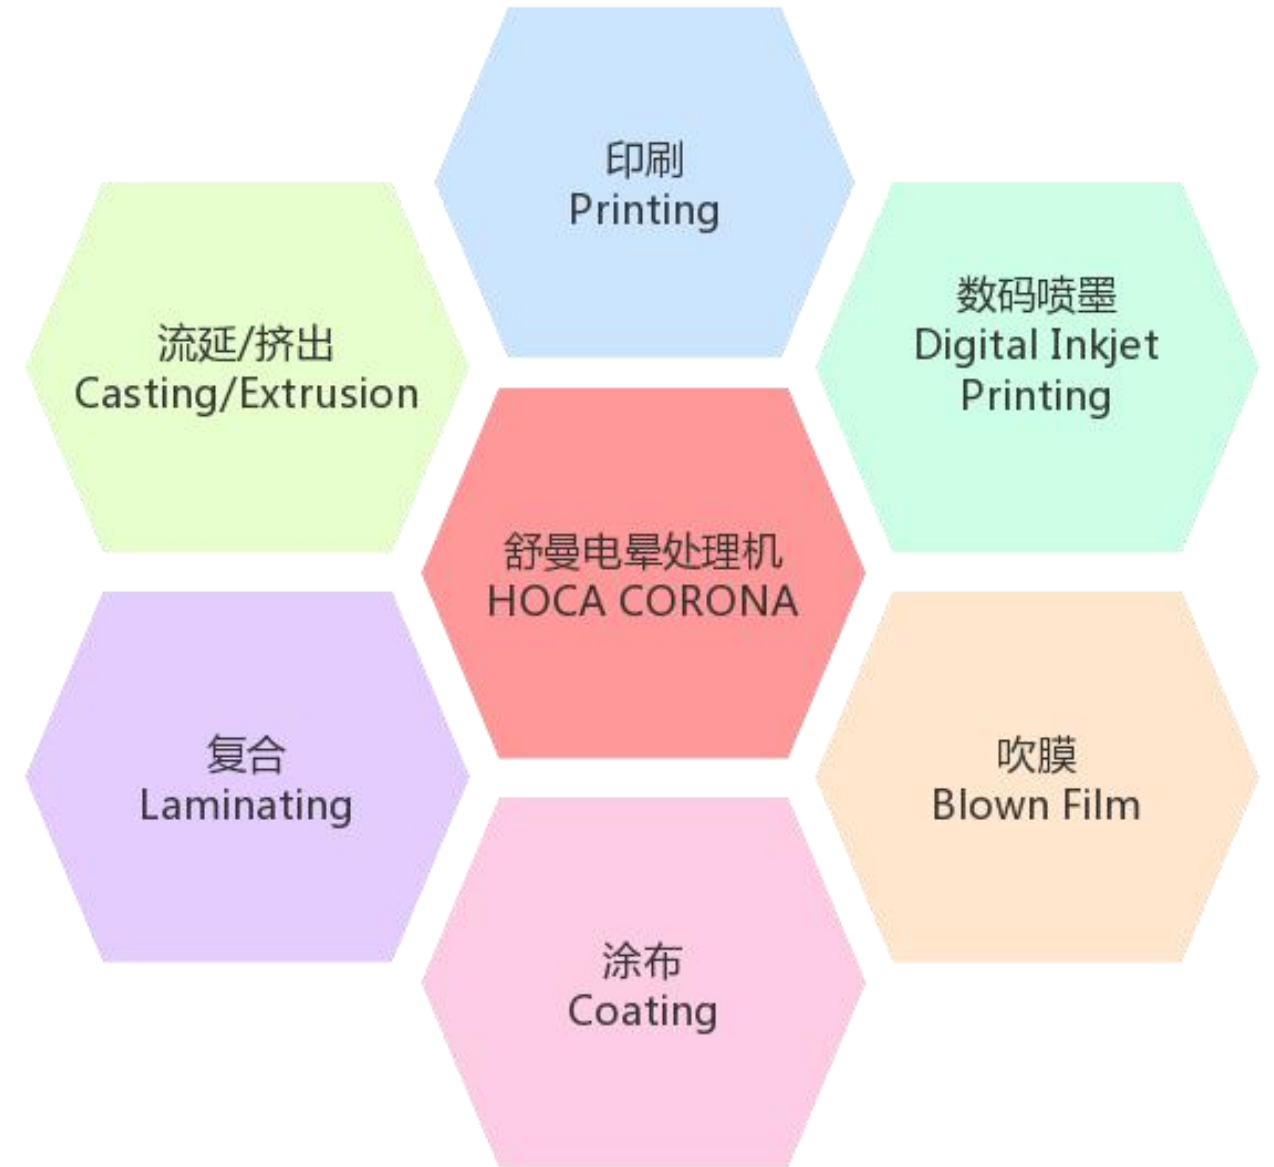 印刷
Printing
数码喷墨
Digital Inkjet
Printing
流延/挤出
Casting/Extrusion
舒曼电晕处理机
HOCA CORONA
复合
Laminating
吹膜
Blown Film
涂布
Coating